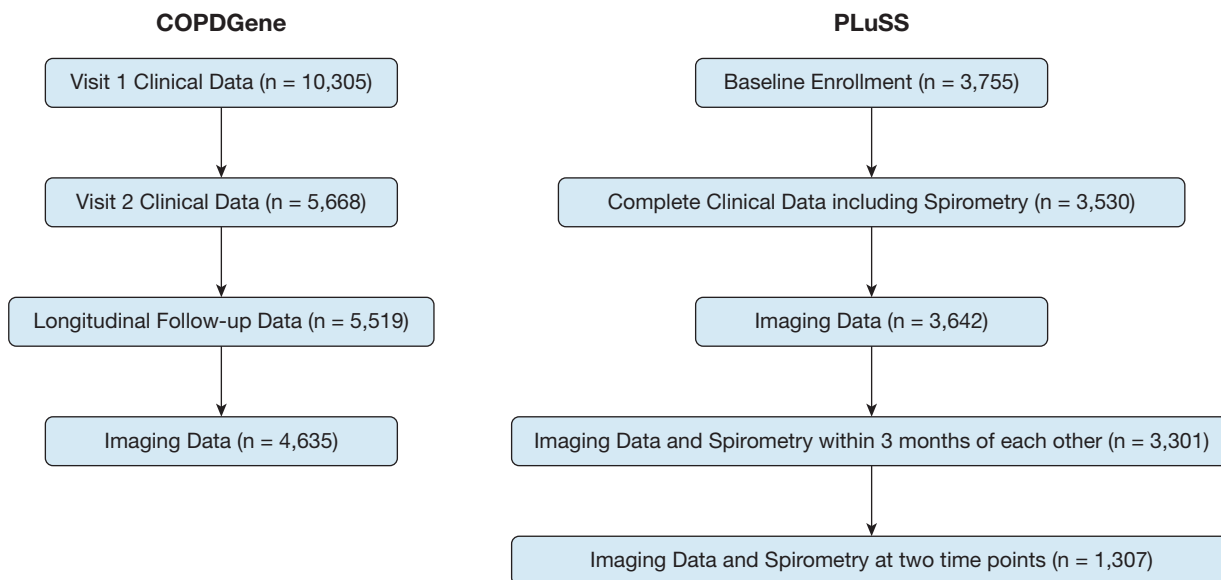 COPDGene
Visit 1 Clinical Data (n = 10,305)
Visit 2 Clinical Data (n = 5,668)
Longitudinal Follow-up Data (n = 5,519)
Imaging Data (n = 4,635)
PLuSS
Baseline Enrollment (n = 3,755)
Complete Clinical Data including Spirometry (n = 3,530)
Imaging Data (n = 3,642)
Imaging Data and Spirometry within 3 months of each other (n = 3,301)
Imaging Data and Spirometry at two time points (n = 1,307)